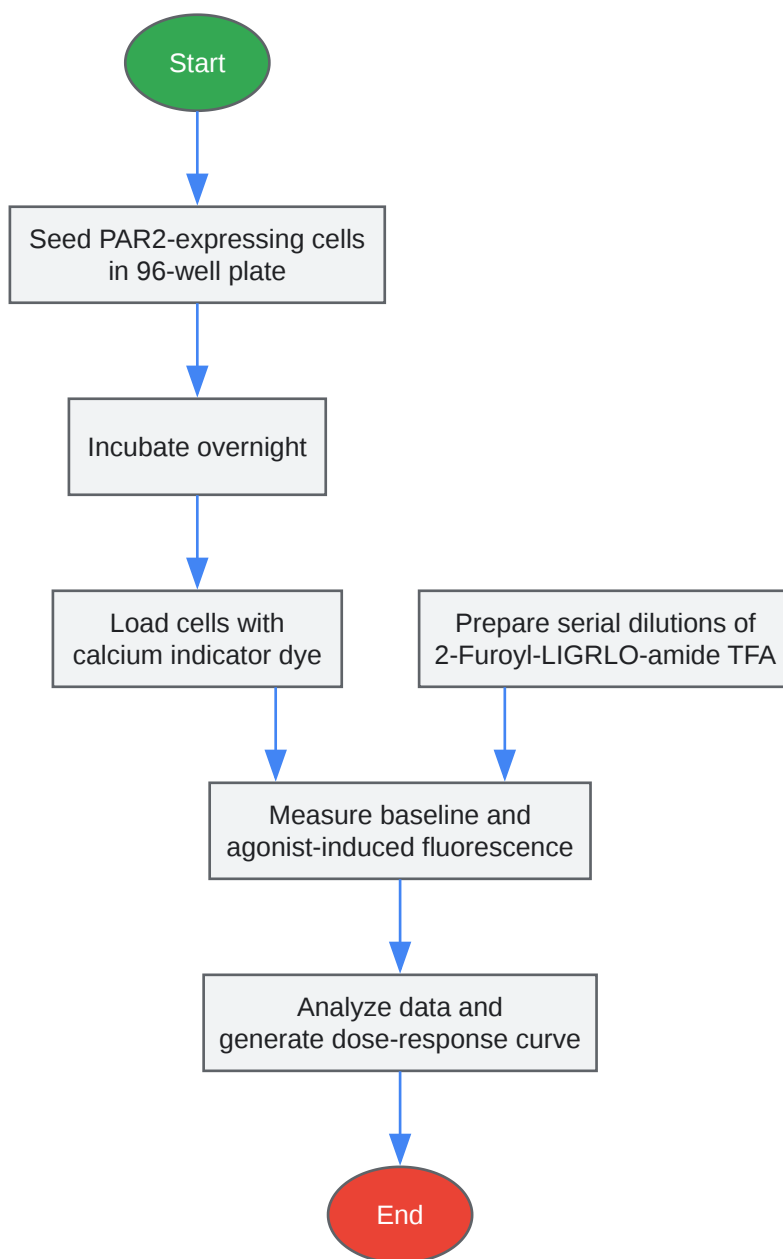 Start
Seed PAR2-expressing cells
in 96-well plate
Incubate overnight
Load cells with
calcium indicator dye
Prepare serial dilutions of
2-Furoyl-LIGRLO-amide TFA
Measure baseline and
agonist-induced fluorescence
Analyze data and
generate dose-response curve
End